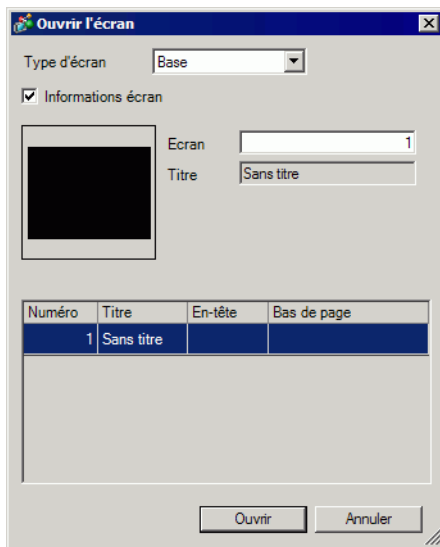 Ouvrir l'écran
Type d'écran Base
Informations écran
Ecran 1
Titre Sans titre
Numéro Titre En-tête Bas de page
1 Sans titre
Ouvrir Annuler